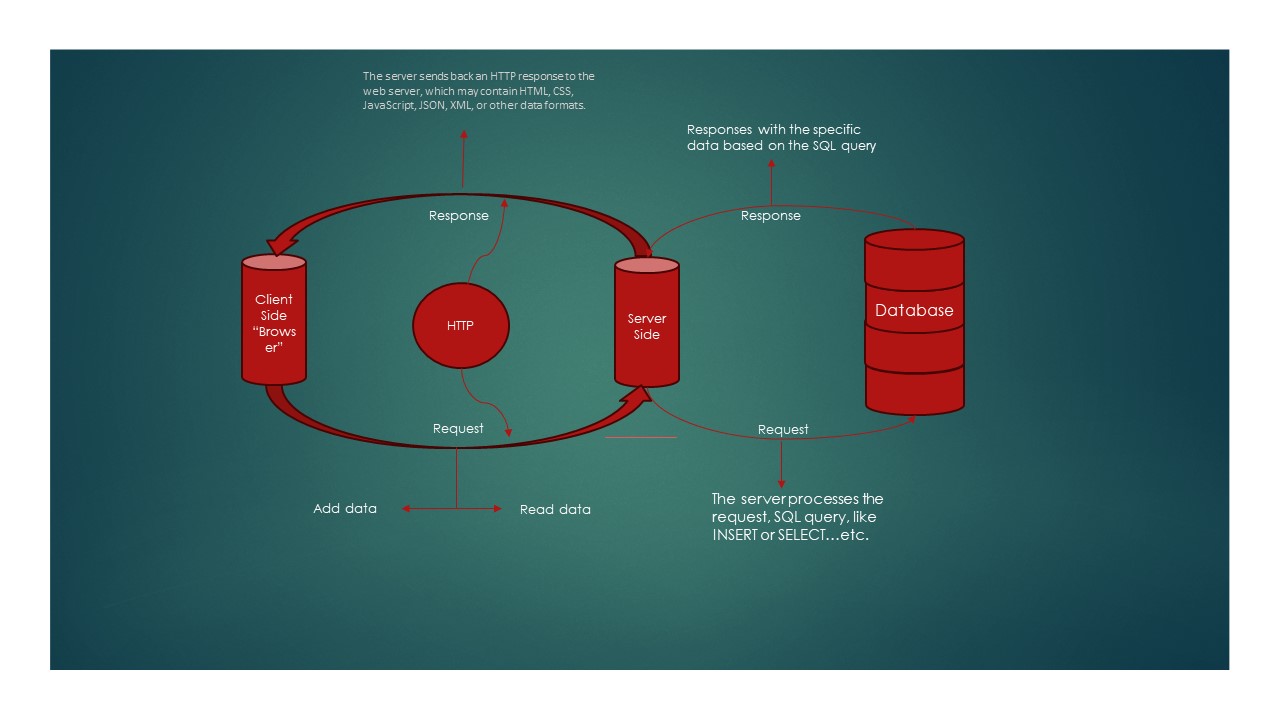 The server sends back an HTTP response to the
web server, which may contain HTML, CSS,
JavaScript, JSON, XML, or other data formats.
Responses with the specific
data based on the SQL query
Response
Response
Client
Side
“Brows
er”
HTTP
Server
Side
Database
Request
Request
Add data
Read data
The server processes the
request, SQL query, like
INSERT or SELECT...etc.